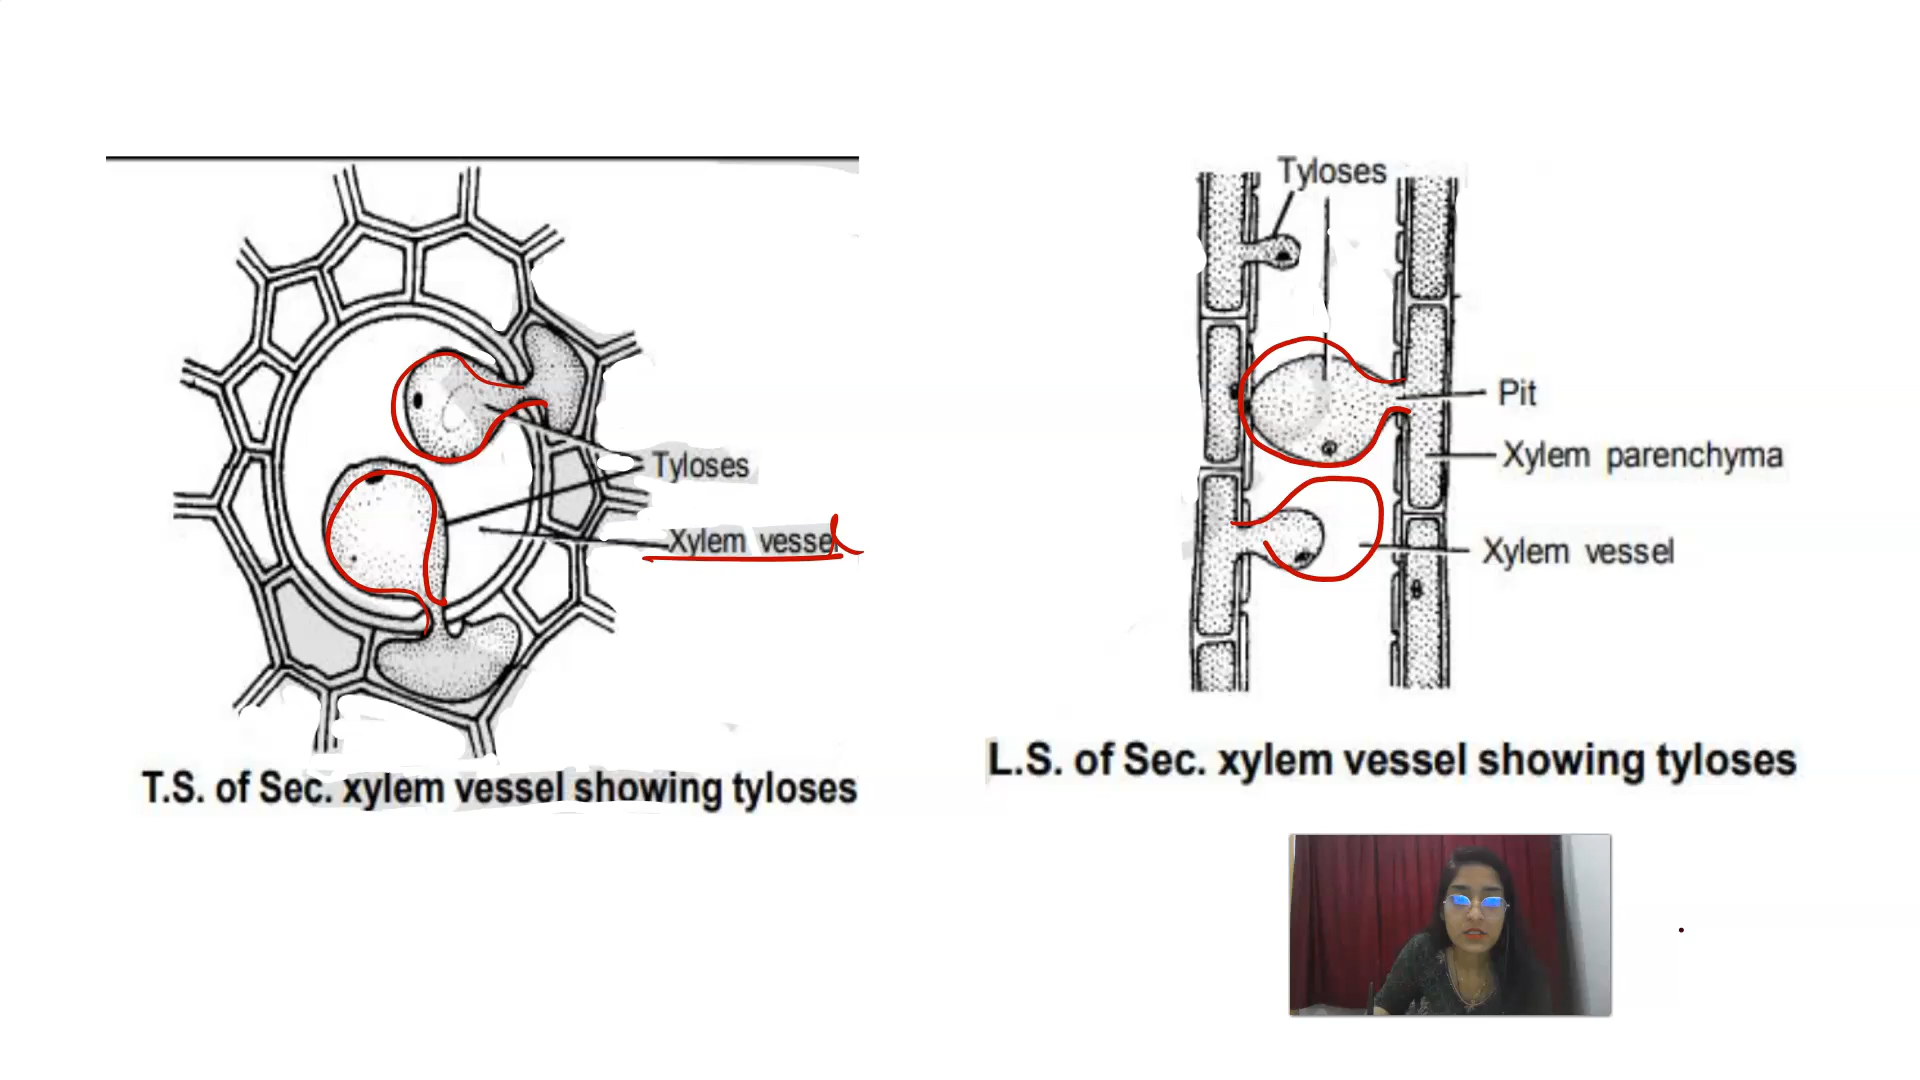 Tyloses
Xylem vessel
T.S. of Sec. xylem vessel showing tyloses
Tyloses
Pit
Xylem parenchyma
Xylem vessel
L.S. of Sec. xylem vessel showing tyloses